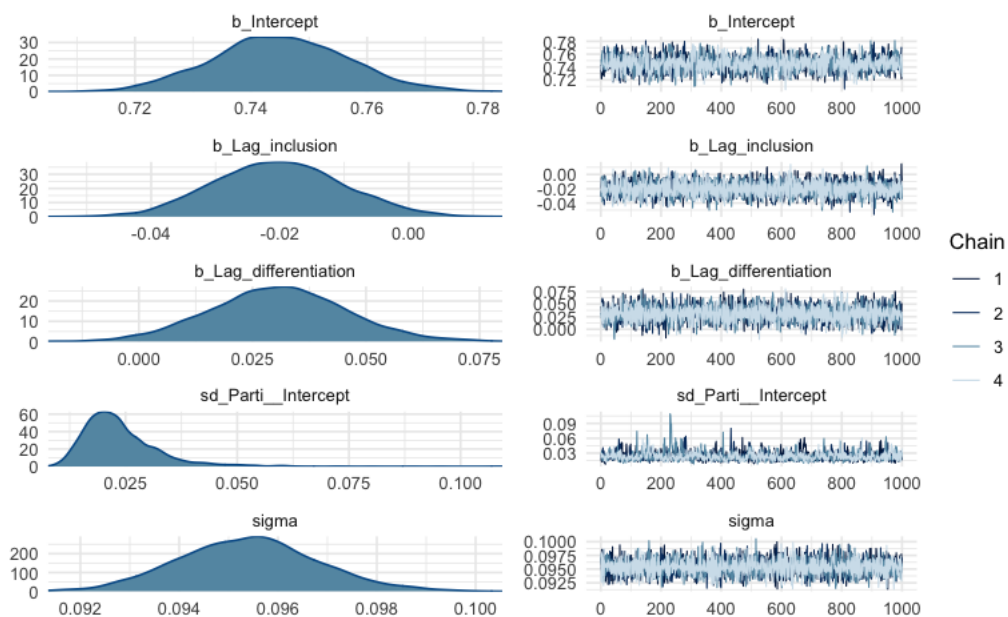 b_Intercept
30
20
10
0
0.72 0.74 0.76 0.78
b_Intercept
0.78
0.76
0.74
0.72
0 200 400 600 800 1000
b_Lag_inclusion
30
20
10
0
-0.04 -0.02 0.00
b_Lag_inclusion
0.00
-0.02
-0.04
0 200 400 600 800 1000
b_Lag_differentiation
20
10
0
0.000 0.025 0.050 0.075
b_Lag_differentiation
0.075
0.050
0.025
0.000
0 200 400 600 800 1000
sd_Parti__Intercept
60
40
20
0
0.025 0.050 0.075 0.100
sd_Parti__Intercept
0.09
0.06
0.03
0 200 400 600 800 1000
sigma
200
100
0
0.092 0.094 0.096 0.098 0.100
sigma
0.1000
0.0975
0.0950
0.0925
0 200 400 600 800 1000
Chain
1
2
3
4